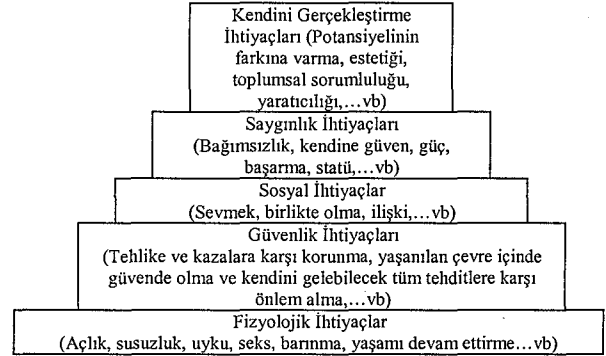 Kendini Gerçekleştirme
İhtiyaçları (Potansiyelinin
farkına varma, estetiği,
toplumsal sorumluluğu,
yaratıcılığı,...vb)
Saygınlık İhtiyaçları
(Bağımsızlık, kendine güven, güç,
başarma, statü,...vb)
Sosyal İhtiyaçlar
(Sevmek, birlikte olma, ilişki,...vb)
Güvenlik İhtiyaçları
(Tehlike ve kazalara karşı korunma, yaşanılan çevre içinde
güvende olma ve kendini gelebilecek tüm tehditlere karşı
önlem alma,...vb)
Fizyolojik İhtiyaçlar
(Açlık, susuzluk, uyku, seks, barınma, yaşamı devam ettirme...vb)